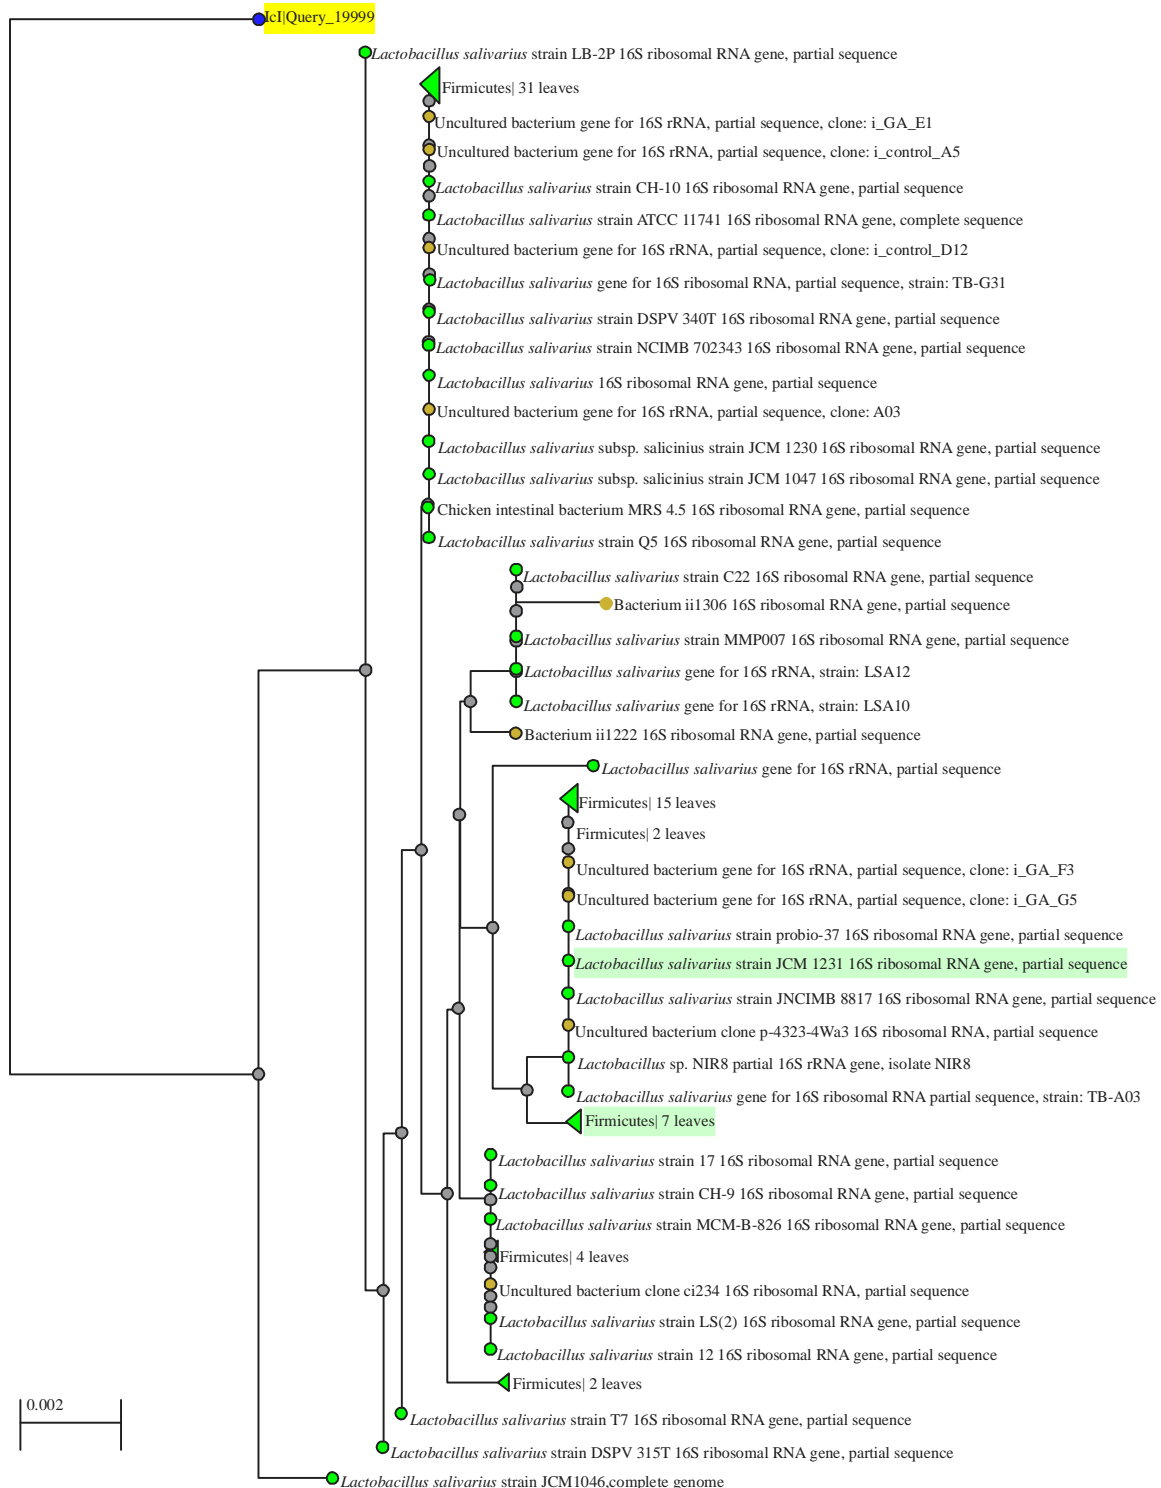 IcI|Query_19999
Lactobacillus salivarius strain LB-2P 16S ribosomal RNA gene, partial sequence
Firmicutes| 31 leaves
Uncultured bacterium gene for 16S rRNA, partial sequence, clone: i_GA_E1
Uncultured bacterium gene for 16S rRNA, partial sequence, clone: i_control_A5
Lactobacillus salivarius strain CH-10 16S ribosomal RNA gene, partial sequence
Lactobacillus salivarius strain ATCC 11741 16S ribosomal RNA gene, complete sequence
Uncultured bacterium gene for 16S rRNA, partial sequence, clone: i_control_D12
Lactobacillus salivarius gene for 16S ribosomal RNA, partial sequence, strain: TB-G31
Lactobacillus salivarius strain DSPV 340T 16S ribosomal RNA gene, partial sequence
Lactobacillus salivarius strain NCIMB 702343 16S ribosomal RNA gene, partial sequence
Lactobacillus salivarius 16S ribosomal RNA gene, partial sequence
Uncultured bacterium gene for 16S rRNA, partial sequence, clone: A03
Lactobacillus salivarius subsp. salicinius strain JCM 1230 16S ribosomal RNA gene, partial sequence
Lactobacillus salivarius subsp. salicinius strain JCM 1047 16S ribosomal RNA gene, partial sequence
Chicken intestinal bacterium MRS 4.5 16S ribosomal RNA gene, partial sequence
Lactobacillus salivarius strain Q5 16S ribosomal RNA gene, partial sequence
Lactobacillus salivarius strain C22 16S ribosomal RNA gene, partial sequence
Bacterium ii1306 16S ribosomal RNA gene, partial sequence
Lactobacillus salivarius strain MMP007 16S ribosomal RNA gene, partial sequence
Lactobacillus salivarius gene for 16S rRNA, strain: LSA12
Lactobacillus salivarius gene for 16S rRNA, strain: LSA10
Bacterium ii1222 16S ribosomal RNA gene, partial sequence
Lactobacillus salivarius gene for 16S rRNA, partial sequence
Firmicutes| 15 leaves
Firmicutes| 2 leaves
Uncultured bacterium gene for 16S rRNA, partial sequence, clone: i_GA_F3
Uncultured bacterium gene for 16S rRNA, partial sequence, clone: i_GA_G5
Lactobacillus salivarius strain probio-37 16S ribosomal RNA gene, partial sequence
Lactobacillus salivarius strain JCM 1231 16S ribosomal RNA gene, partial sequence
Lactobacillus salivarius strain JNCIMB 8817 16S ribosomal RNA gene, partial sequence
Uncultured bacterium clone p-4323-4Wa3 16S ribosomal RNA, partial sequence
Lactobacillus sp. NIR8 partial 16S rRNA gene, isolate NIR8
Lactobacillus salivarius gene for 16S ribosomal RNA partial sequence, strain: TB-A03
Firmicutes| 7 leaves
Lactobacillus salivarius strain 17 16S ribosomal RNA gene, partial sequence
Lactobacillus salivarius strain CH-9 16S ribosomal RNA gene, partial sequence
Lactobacillus salivarius strain MCM-B-826 16S ribosomal RNA gene, partial sequence
Firmicutes| 4 leaves
Uncultured bacterium clone ci234 16S ribosomal RNA, partial sequence
Lactobacillus salivarius strain LS(2) 16S ribosomal RNA gene, partial sequence
Lactobacillus salivarius strain 12 16S ribosomal RNA gene, partial sequence
Firmicutes| 2 leaves
0.002
Lactobacillus salivarius strain T7 16S ribosomal RNA gene, partial sequence
Lactobacillus salivarius strain DSPV 315T 16S ribosomal RNA gene, partial sequence
Lactobacillus salivarius strain JCM1046,complete genome